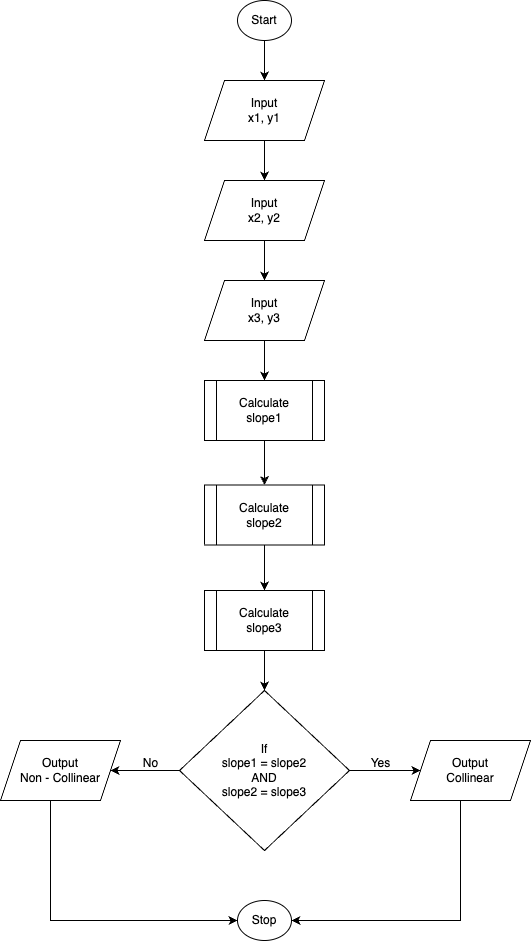 Start
Input
x1, y1
Input
x2, y2
Input
x3, y3
Calculate
slope1
Calculate
slope2
Calculate
slope3
If
slope1 = slope2
AND
slope2 = slope3
No
Yes
Output
Non - Collinear
Output
Collinear
Stop